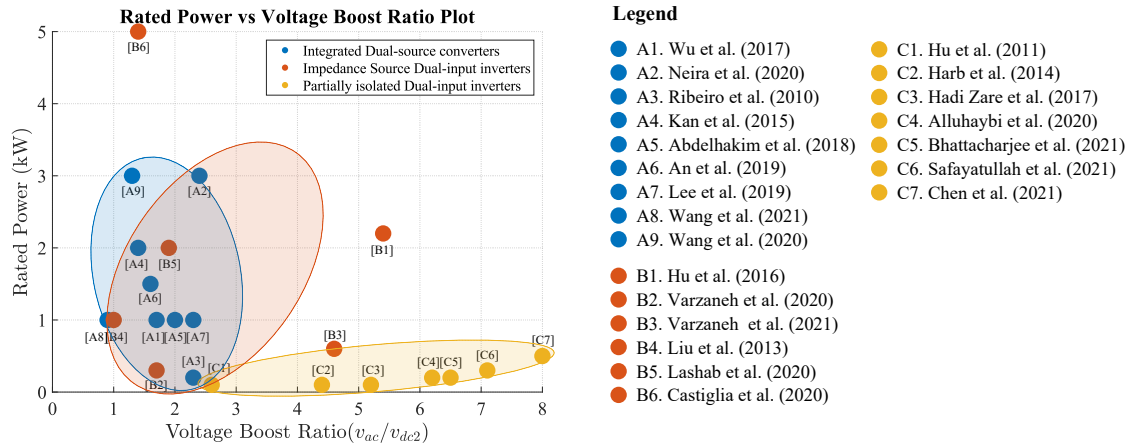 Rated Power vs Voltage Boost Ratio Plot
Rated Power (kW)
5
4
3
2
1
0
Integrated Dual-source converters
Impedance Source Dual-input inverters
Partially isolated Dual-input inverters
[B6]
[A9]
[A2]
[A4]
[B5]
[B1]
[A6]
[A8]
[B4]
[A1]
[A5]
[A7]
[B3]
[A3]
[C1]
[B2]
[C2]
[C3]
[C4]
[C5]
[C6]
[C7]
0 1 2 3 4 5 6 7 8
Voltage Boost Ratio(v_ac/v_dc2)
Legend
A1. Wu et al. (2017)
A2. Neira et al. (2020)
A3. Ribeiro et al. (2010)
A4. Kan et al. (2015)
A5. Abdelhakim et al. (2018)
A6. An et al. (2019)
A7. Lee et al. (2019)
A8. Wang et al. (2021)
A9. Wang et al. (2020)
B1. Hu et al. (2016)
B2. Varzaneh et al. (2020)
B3. Varzaneh et al. (2021)
B4. Liu et al. (2013)
B5. Lashab et al. (2020)
B6. Castiglia et al. (2020)
C1. Hu et al. (2011)
C2. Harb et al. (2014)
C3. Hadi Zare et al. (2017)
C4. Alluhaybi et al. (2020)
C5. Bhattacharjee et al. (2021)
C6. Safayatullah et al. (2021)
C7. Chen et al. (2021)